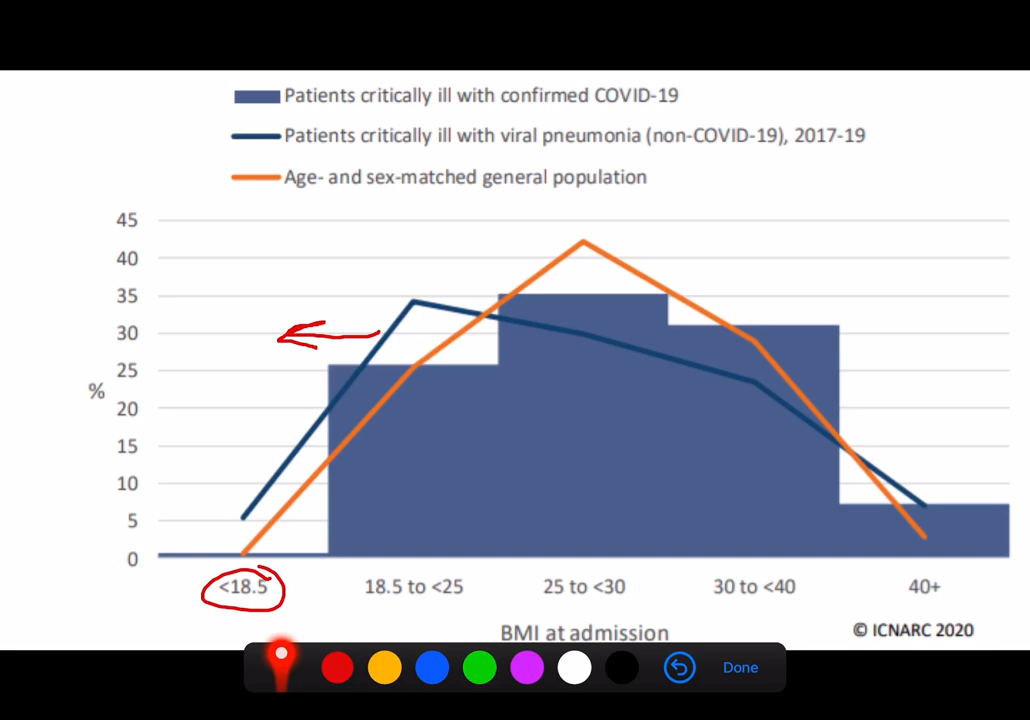 Patients critically ill with confirmed COVID-19
Patients critically ill with viral pneumonia (non-COVID-19), 2017-19
Age- and sex-matched general population
45
40
35
30
25
%
20
15
10
5
0
<18.5 18.5 to <25 25 to <30 30 to <40 40+
BMI at admission © ICNARC 2020
Done